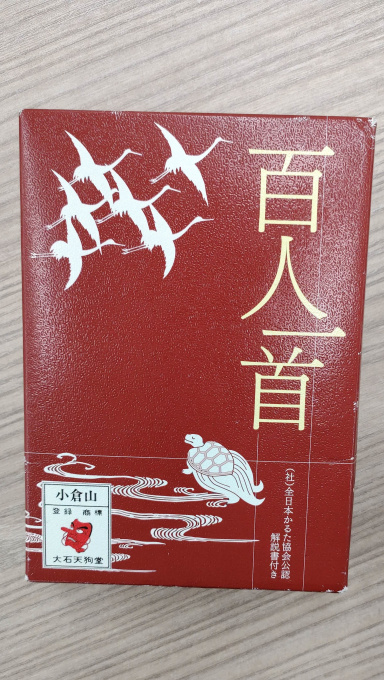 百人一首
(社)全日本かるた協会公認
解説書付き
小倉山
登録 商標
大石天狗堂